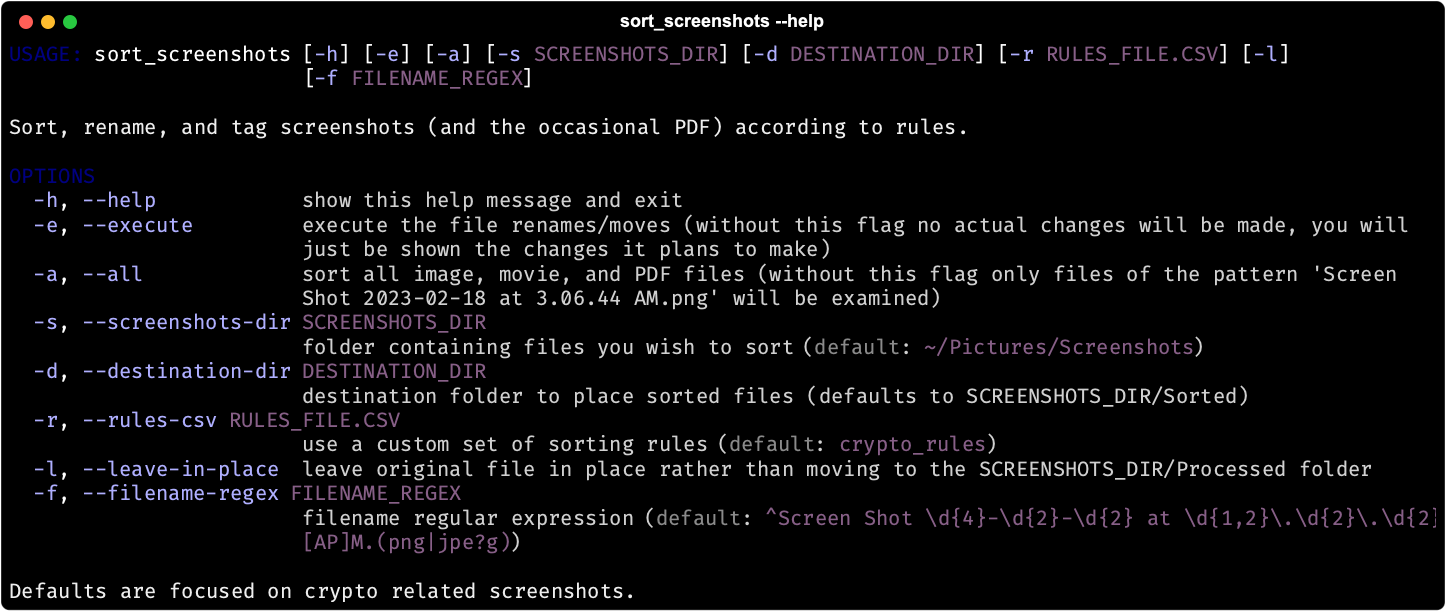 sort_screenshots --help
USAGE: sort_screenshots [-h] [-e] [-a] [-s SCREENSHOTS_DIR] [-d DESTINATION_DIR] [-r RULES_FILE.CSV] [-l]
[-f FILENAME_REGEX]
Sort, rename, and tag screenshots (and the occasional PDF) according to rules.
OPTIONS
-h, --help show this help message and exit
-e, --execute execute the file renames/moves (without this flag no actual changes will be made, you will
just be shown the changes it plans to make)
-a, --all sort all image, movie, and PDF files (without this flag only files of the pattern 'Screen
Shot 2023-02-18 at 3.06.44 AM.png' will be examined)
-s, --screenshots-dir SCREENSHOTS_DIR
folder containing files you wish to sort (default: ~/Pictures/Screenshots)
-d, --destination-dir DESTINATION_DIR
destination folder to place sorted files (defaults to SCREENSHOTS_DIR/Sorted)
-r, --rules-csv RULES_FILE.CSV
use a custom set of sorting rules (default: crypto_rules)
-l, --leave-in-place leave original file in place rather than moving to the SCREENSHOTS_DIR/Processed folder
-f, --filename-regex FILENAME_REGEX
filename regular expression (default: ^Screen Shot \d{4}-\d{2}-\d{2} at \d{1,2}\.\d{2}\.\d{2}
[AP]M.(png|jpe?g))
Defaults are focused on crypto related screenshots.